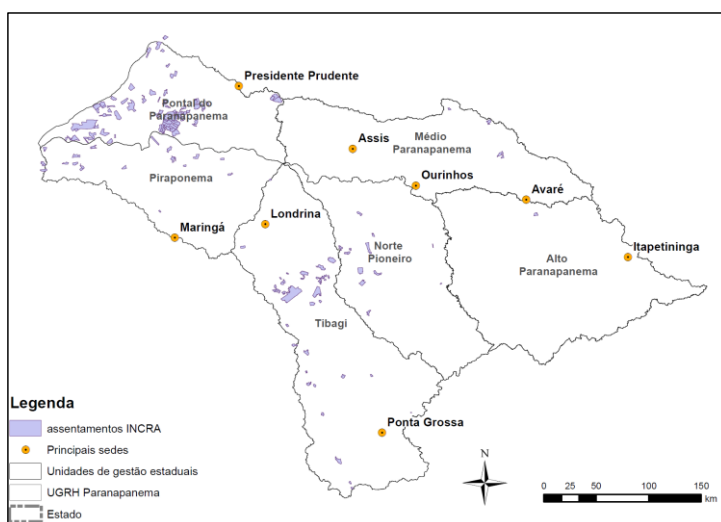 Presidente Prudente
Pontal do
Paranapanema
Assis
Médio
Paranapanema
Ourinhos
Piraponema
Avaré
Maringá
Londrina
Norte
Pioneiro
Itapetininga
Alto
Paranapanema
Tibagi
Ponta Grossa
Legenda
assentamentos INCRA
Principais sedes
Unidades de gestão estaduais
UGRH Paranapanema
Estado
N
0 25 50 100 150
km